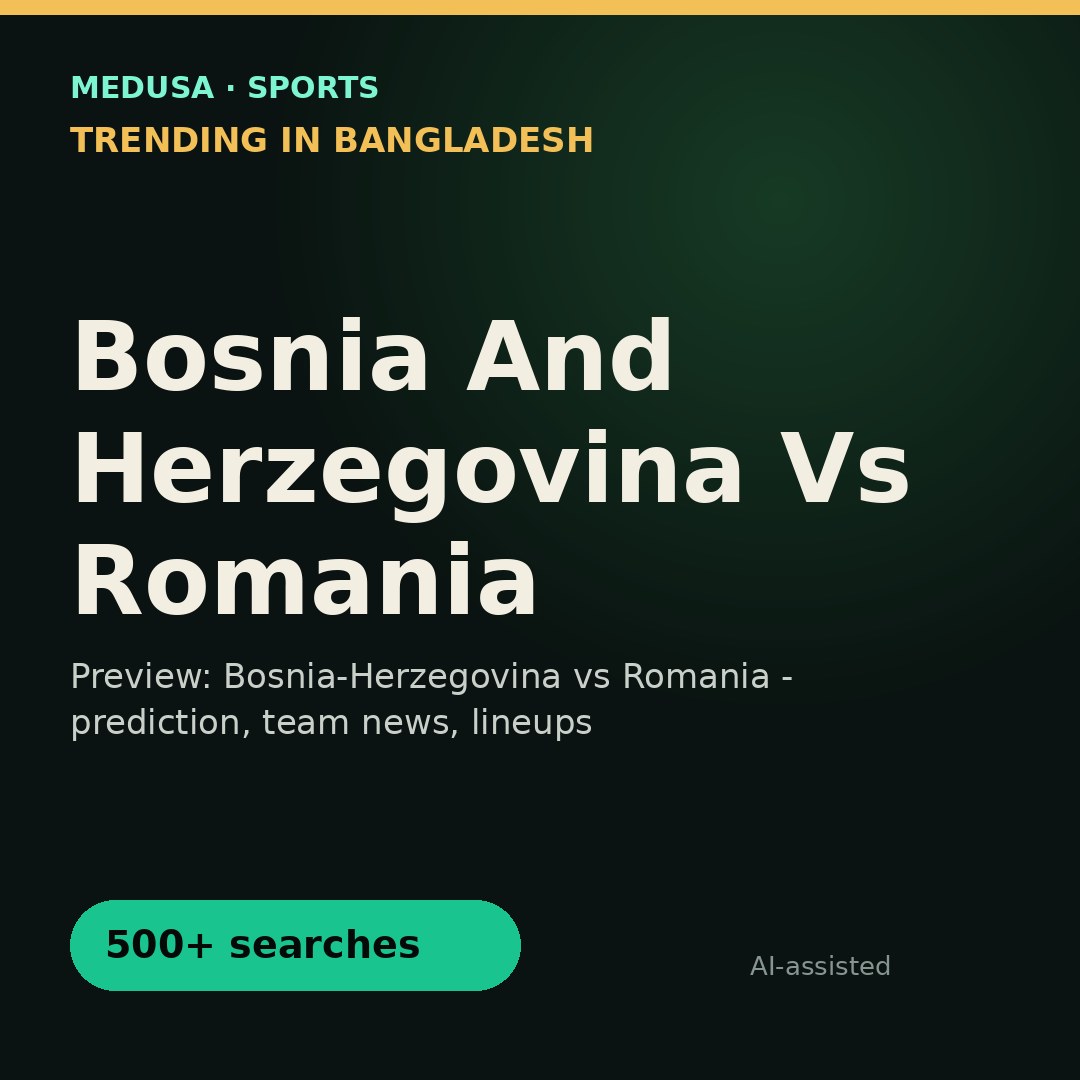 MEDUSA · SPORTS
TRENDING IN BANGLADESH
Bosnia And
Herzegovina Vs
Romania
Preview: Bosnia-Herzegovina vs Romania -
prediction, team news, lineups
500+ searches
AI-assisted